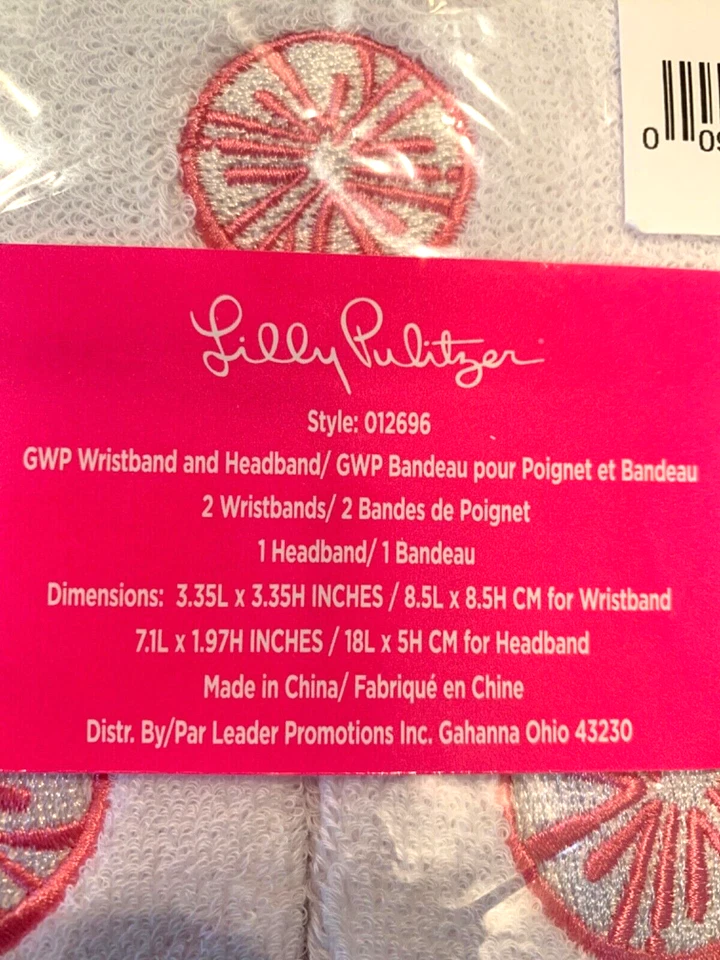 0 09
Lilly Pulitzer
Style: 012696
GWP Wristband and Headband/ GWP Bandeau pour Poignet et Bandeau
2 Wristbands/ 2 Bandes de Poignet
1 Headband/ 1 Bandeau
Dimensions: 3.35L x 3.35H INCHES / 8.5L x 8.5H CM for Wristband
7.1L x 1.97H INCHES / 18L x 5H CM for Headband
Made in China/ Fabriqué en Chine
Distr. By/Par Leader Promotions Inc. Gahanna Ohio 43230